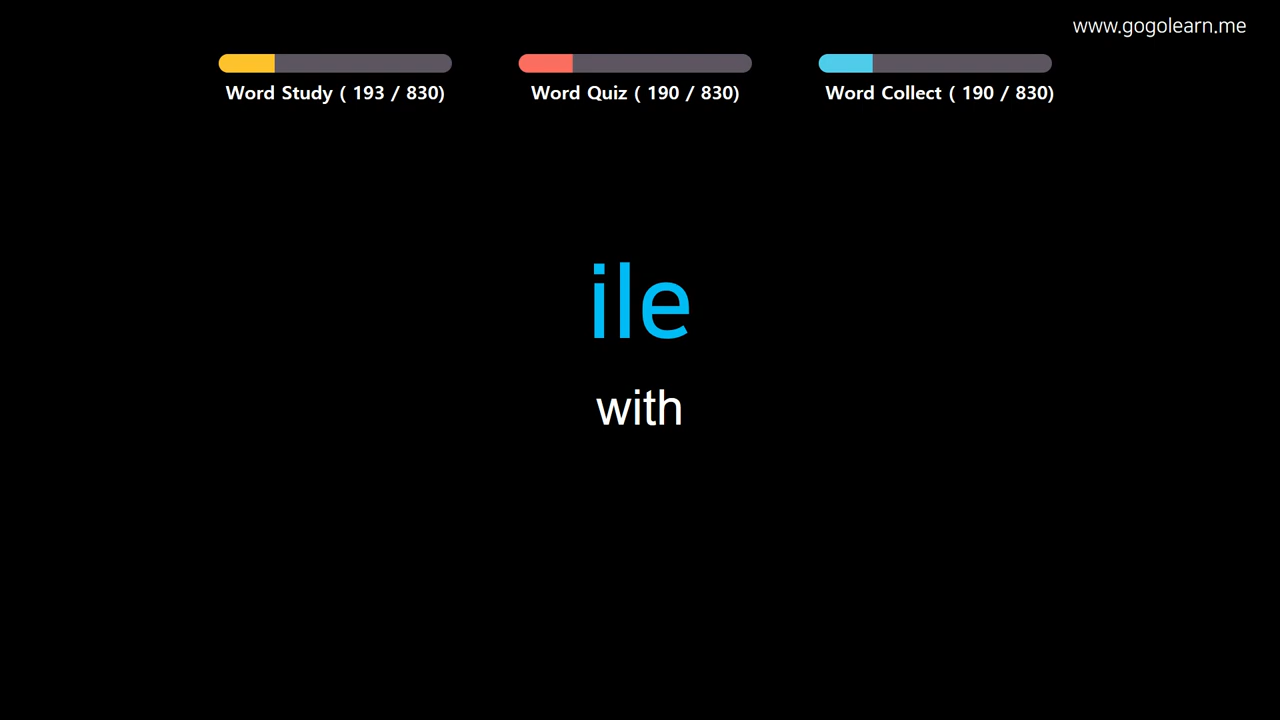 www.gogolearn.me
Word Study ( 193 / 830)
Word Quiz ( 190 / 830)
Word Collect ( 190 / 830)
ile
with